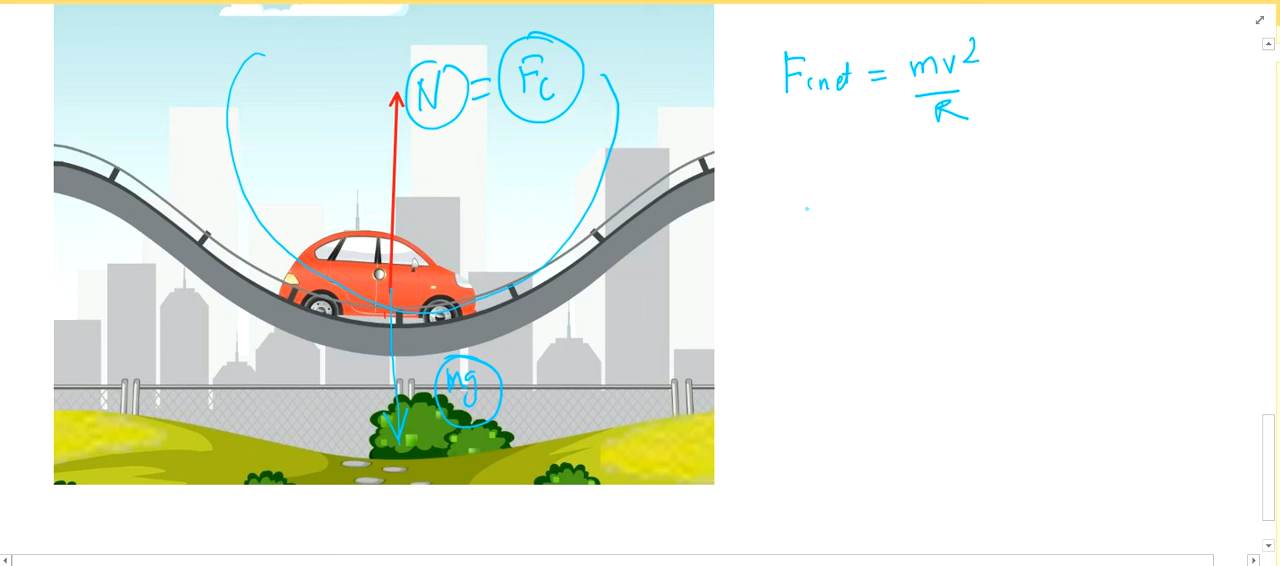 N = Fc
Fcnet = mv²/R
mg